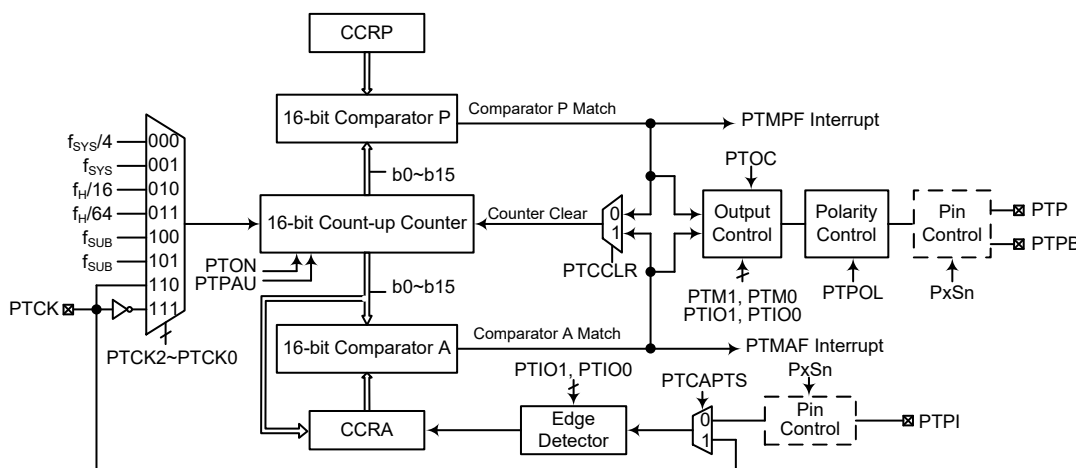 CCRP
16-bit Comparator P
Comparator P Match
PTMPF Interrupt
fSYS/4
000
fSYS
001
fH/16
010
fH/64
011
fSUB
100
fSUB
101
110
111
PTCK
PTCK2~PTCK0
b0~b15
16-bit Count-up Counter
Counter Clear
0
1
PTCCLR
PTON
PTPAU
b0~b15
PTOC
Output
Control
PTM1, PTM0
PTIO1, PTIO0
Polarity
Control
PTPOL
Pin
Control
PxSn
PTP
PTPB
16-bit Comparator A
Comparator A Match
PTMAF Interrupt
CCRA
PTIO1, PTIO0
Edge
Detector
PTCAPTS
0
1
PxSn
Pin
Control
PTPI